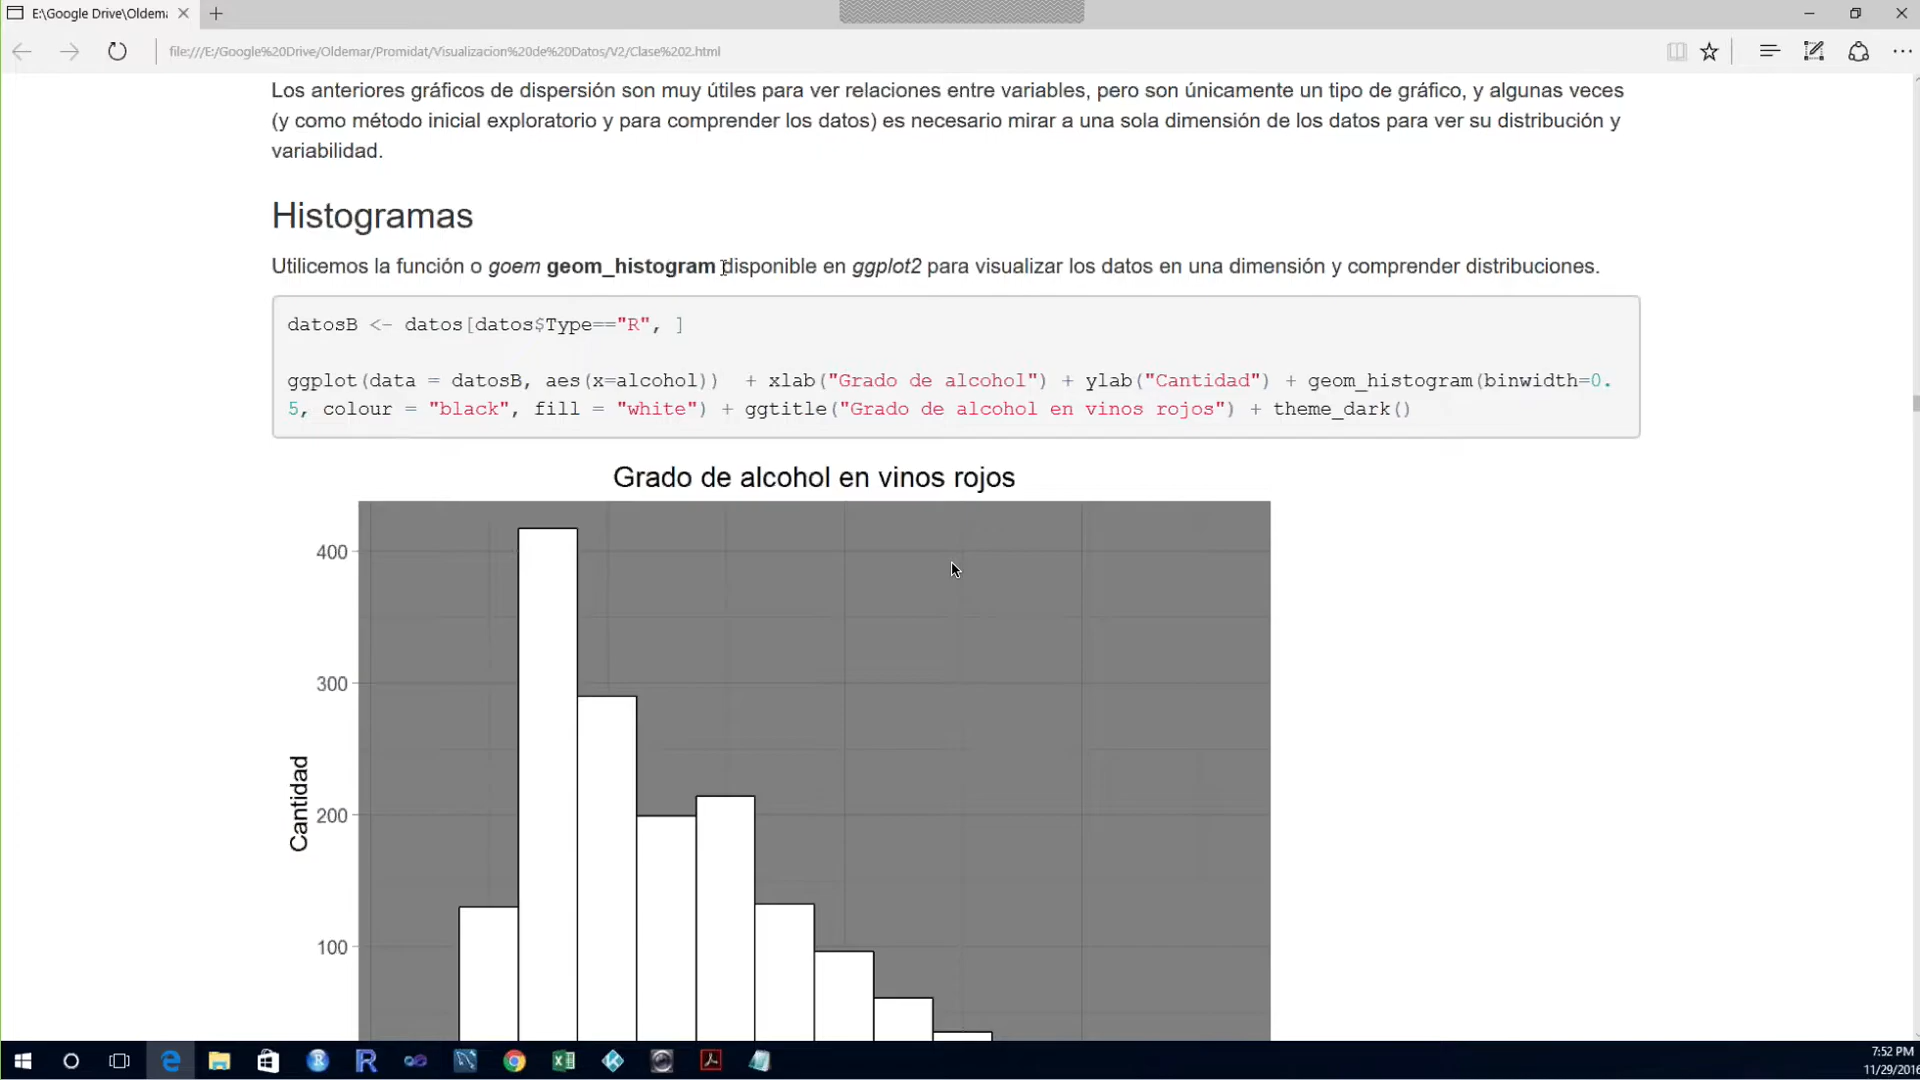 E:\Google Drive\Oldema
file:///E:/Google%20Drive/Oldemar/Promidat/Visualizacion%20de%20Datos/V2/Clase%202.html
Los anteriores gráficos de dispersión son muy útiles para ver relaciones entre variables, pero son únicamente un tipo de gráfico, y algunas veces
(y como método inicial exploratorio y para comprender los datos) es necesario mirar a una sola dimensión de los datos para ver su distribución y
variabilidad.
Histogramas
Utilicemos la función o goem geom_histogram disponible en ggplot2 para visualizar los datos en una dimensión y comprender distribuciones.
datosB <- datos[datos$Type=="R", ]
ggplot(data = datosB, aes(x=alcohol))  + xlab("Grado de alcohol") + ylab("Cantidad") + geom_histogram(binwidth=0.
5, colour = "black", fill = "white") + ggtitle("Grado de alcohol en vinos rojos") + theme_dark()
Grado de alcohol en vinos rojos
400
300
200
100
Cantidad
7:52 PM
11/29/2016